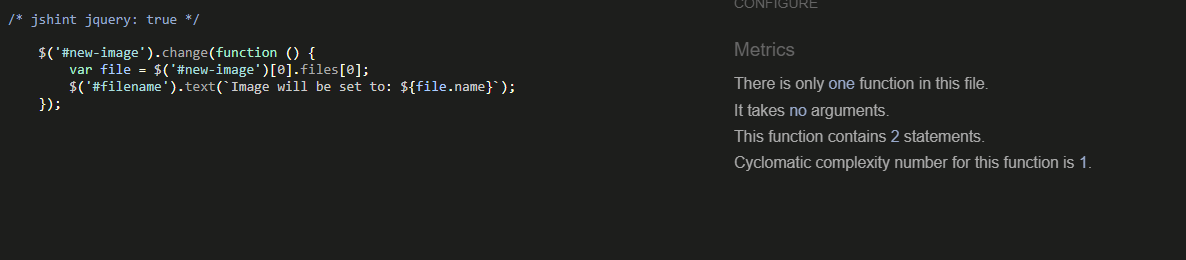 CONFIGURE
/* jshint jquery: true */
$('#new-image').change(function () {
var file = $('#new-image')[0].files[0];
$('#filename').text(`Image will be set to: ${file.name}`);
});
Metrics
There is only one function in this file.
It takes no arguments.
This function contains 2 statements.
Cyclomatic complexity number for this function is 1.